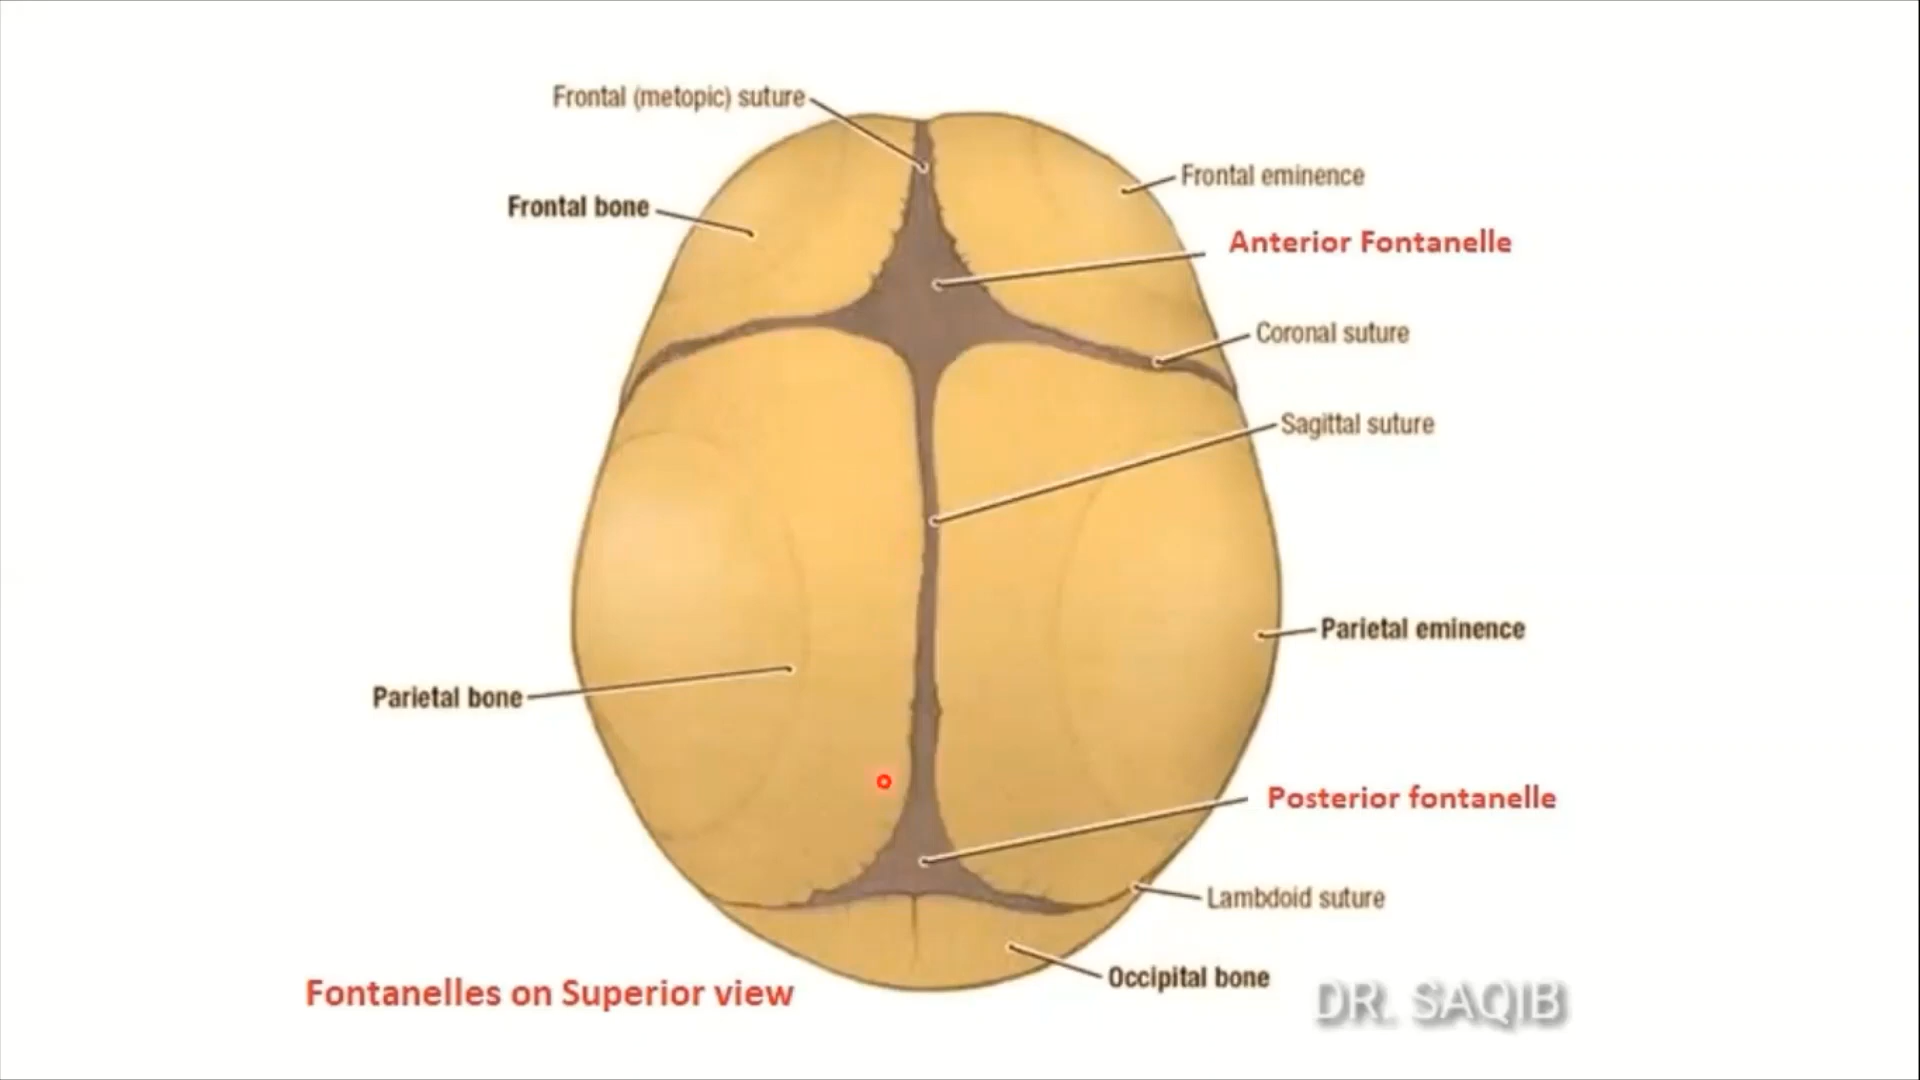 Frontal (metopic) suture
Frontal eminence
Frontal bone
Anterior Fontanelle
Coronal suture
Sagittal suture
Parietal eminence
Parietal bone
Posterior fontanelle
Lambdoid suture
Occipital bone
Fontanelles on Superior view
DR. SAQIB